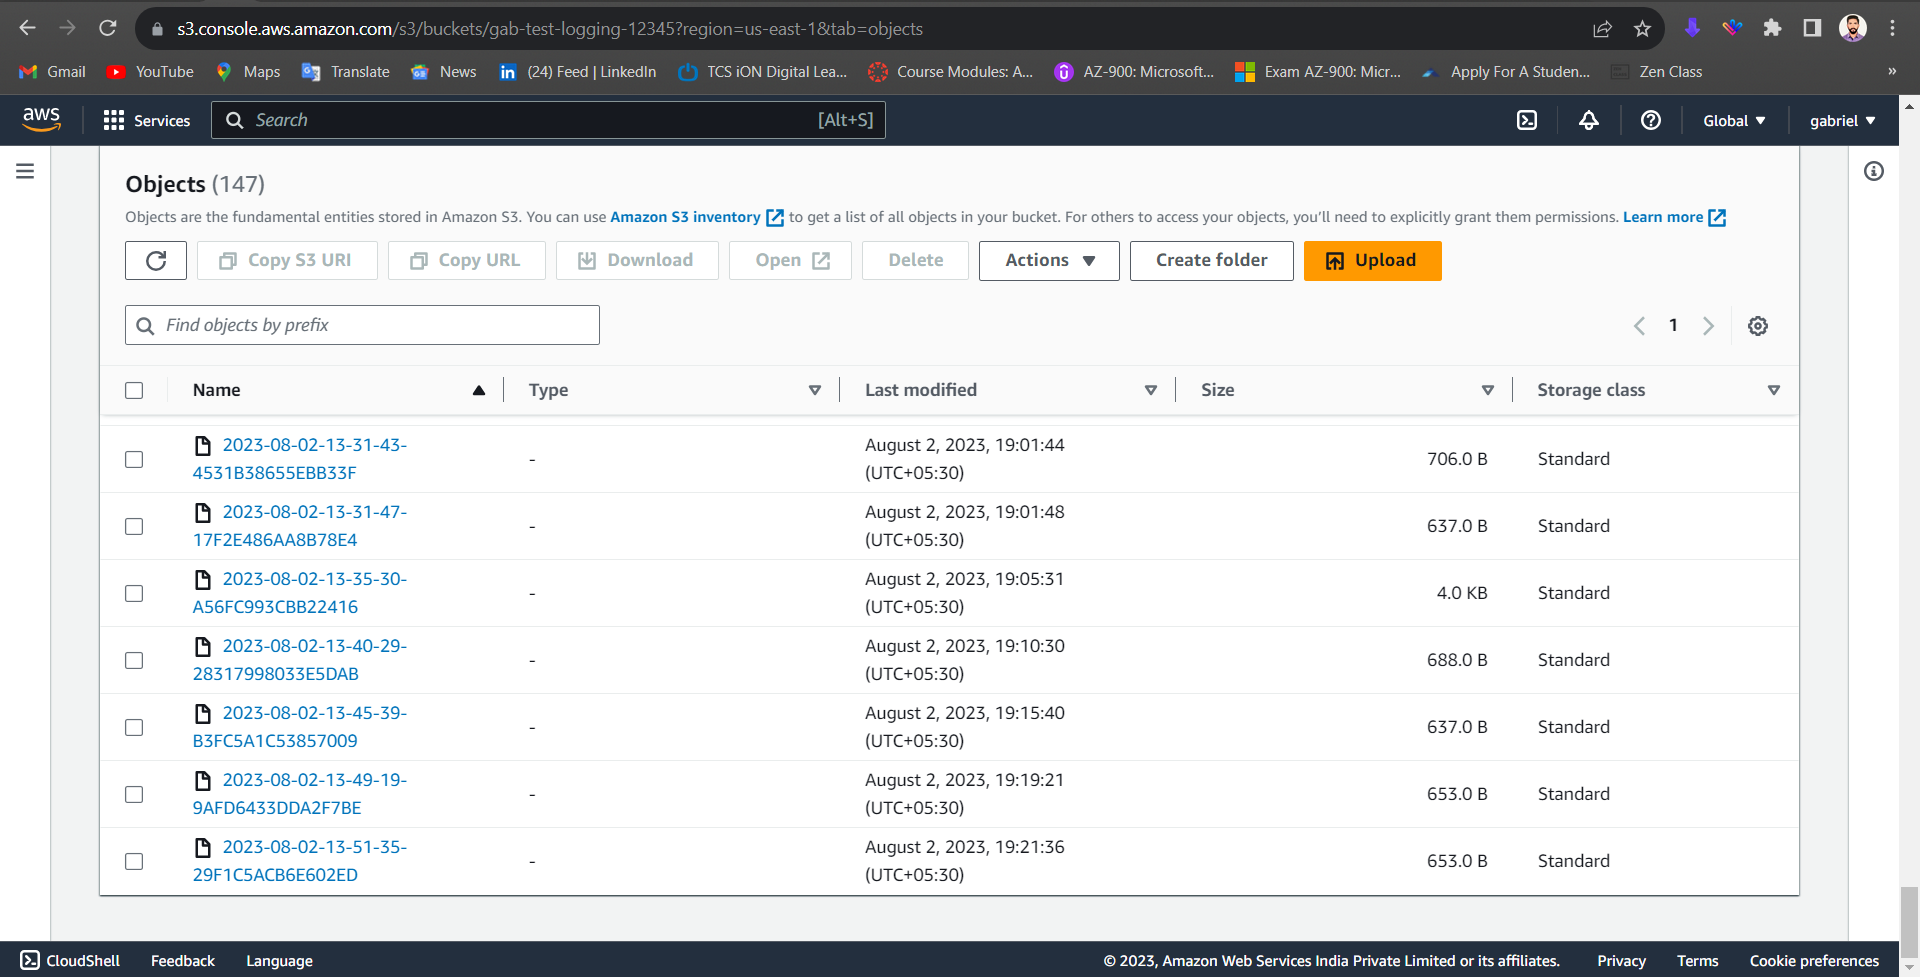 s3.console.aws.amazon.com/s3/buckets/gab-test-logging-12345?region=us-east-1&tab=objects
Gmail YouTube Maps Translate News (24) Feed | LinkedIn TCS iON Digital Lea... Course Modules: A... AZ-900: Microsoft... Exam AZ-900: Micr... Apply For A Studen... Zen Class »
aws Services Search [Alt+S] Global gabriel
Objects (147)
Objects are the fundamental entities stored in Amazon S3. You can use Amazon S3 inventory to get a list of all objects in your bucket. For others to access your objects, you'll need to explicitly grant them permissions. Learn more
Copy S3 URI Copy URL Download Open Delete Actions Create folder Upload
Find objects by prefix 1
Name Type Last modified Size Storage class
2023-08-02-13-31-43- August 2, 2023, 19:01:44
- 706.0 B Standard
4531B38655EBB33F (UTC+05:30)
2023-08-02-13-31-47- August 2, 2023, 19:01:48
- 637.0 B Standard
17F2E486AA8B78E4 (UTC+05:30)
2023-08-02-13-35-30- August 2, 2023, 19:05:31
- 4.0 KB Standard
A56FC993CBB22416 (UTC+05:30)
2023-08-02-13-40-29- August 2, 2023, 19:10:30
- 688.0 B Standard
28317998033E5DAB (UTC+05:30)
2023-08-02-13-45-39- August 2, 2023, 19:15:40
- 637.0 B Standard
B3FC5A1C53857009 (UTC+05:30)
2023-08-02-13-49-19- August 2, 2023, 19:19:21
- 653.0 B Standard
9AFD6433DDA2F7BE (UTC+05:30)
2023-08-02-13-51-35- August 2, 2023, 19:21:36
- 653.0 B Standard
29F1C5ACB6E602ED (UTC+05:30)
CloudShell Feedback Language © 2023, Amazon Web Services India Private Limited or its affiliates. Privacy Terms Cookie preferences